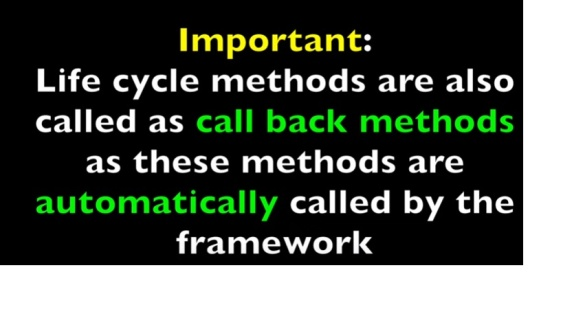 Important:
Life cycle methods are also
called as call back methods
as these methods are
automatically called by the
framework